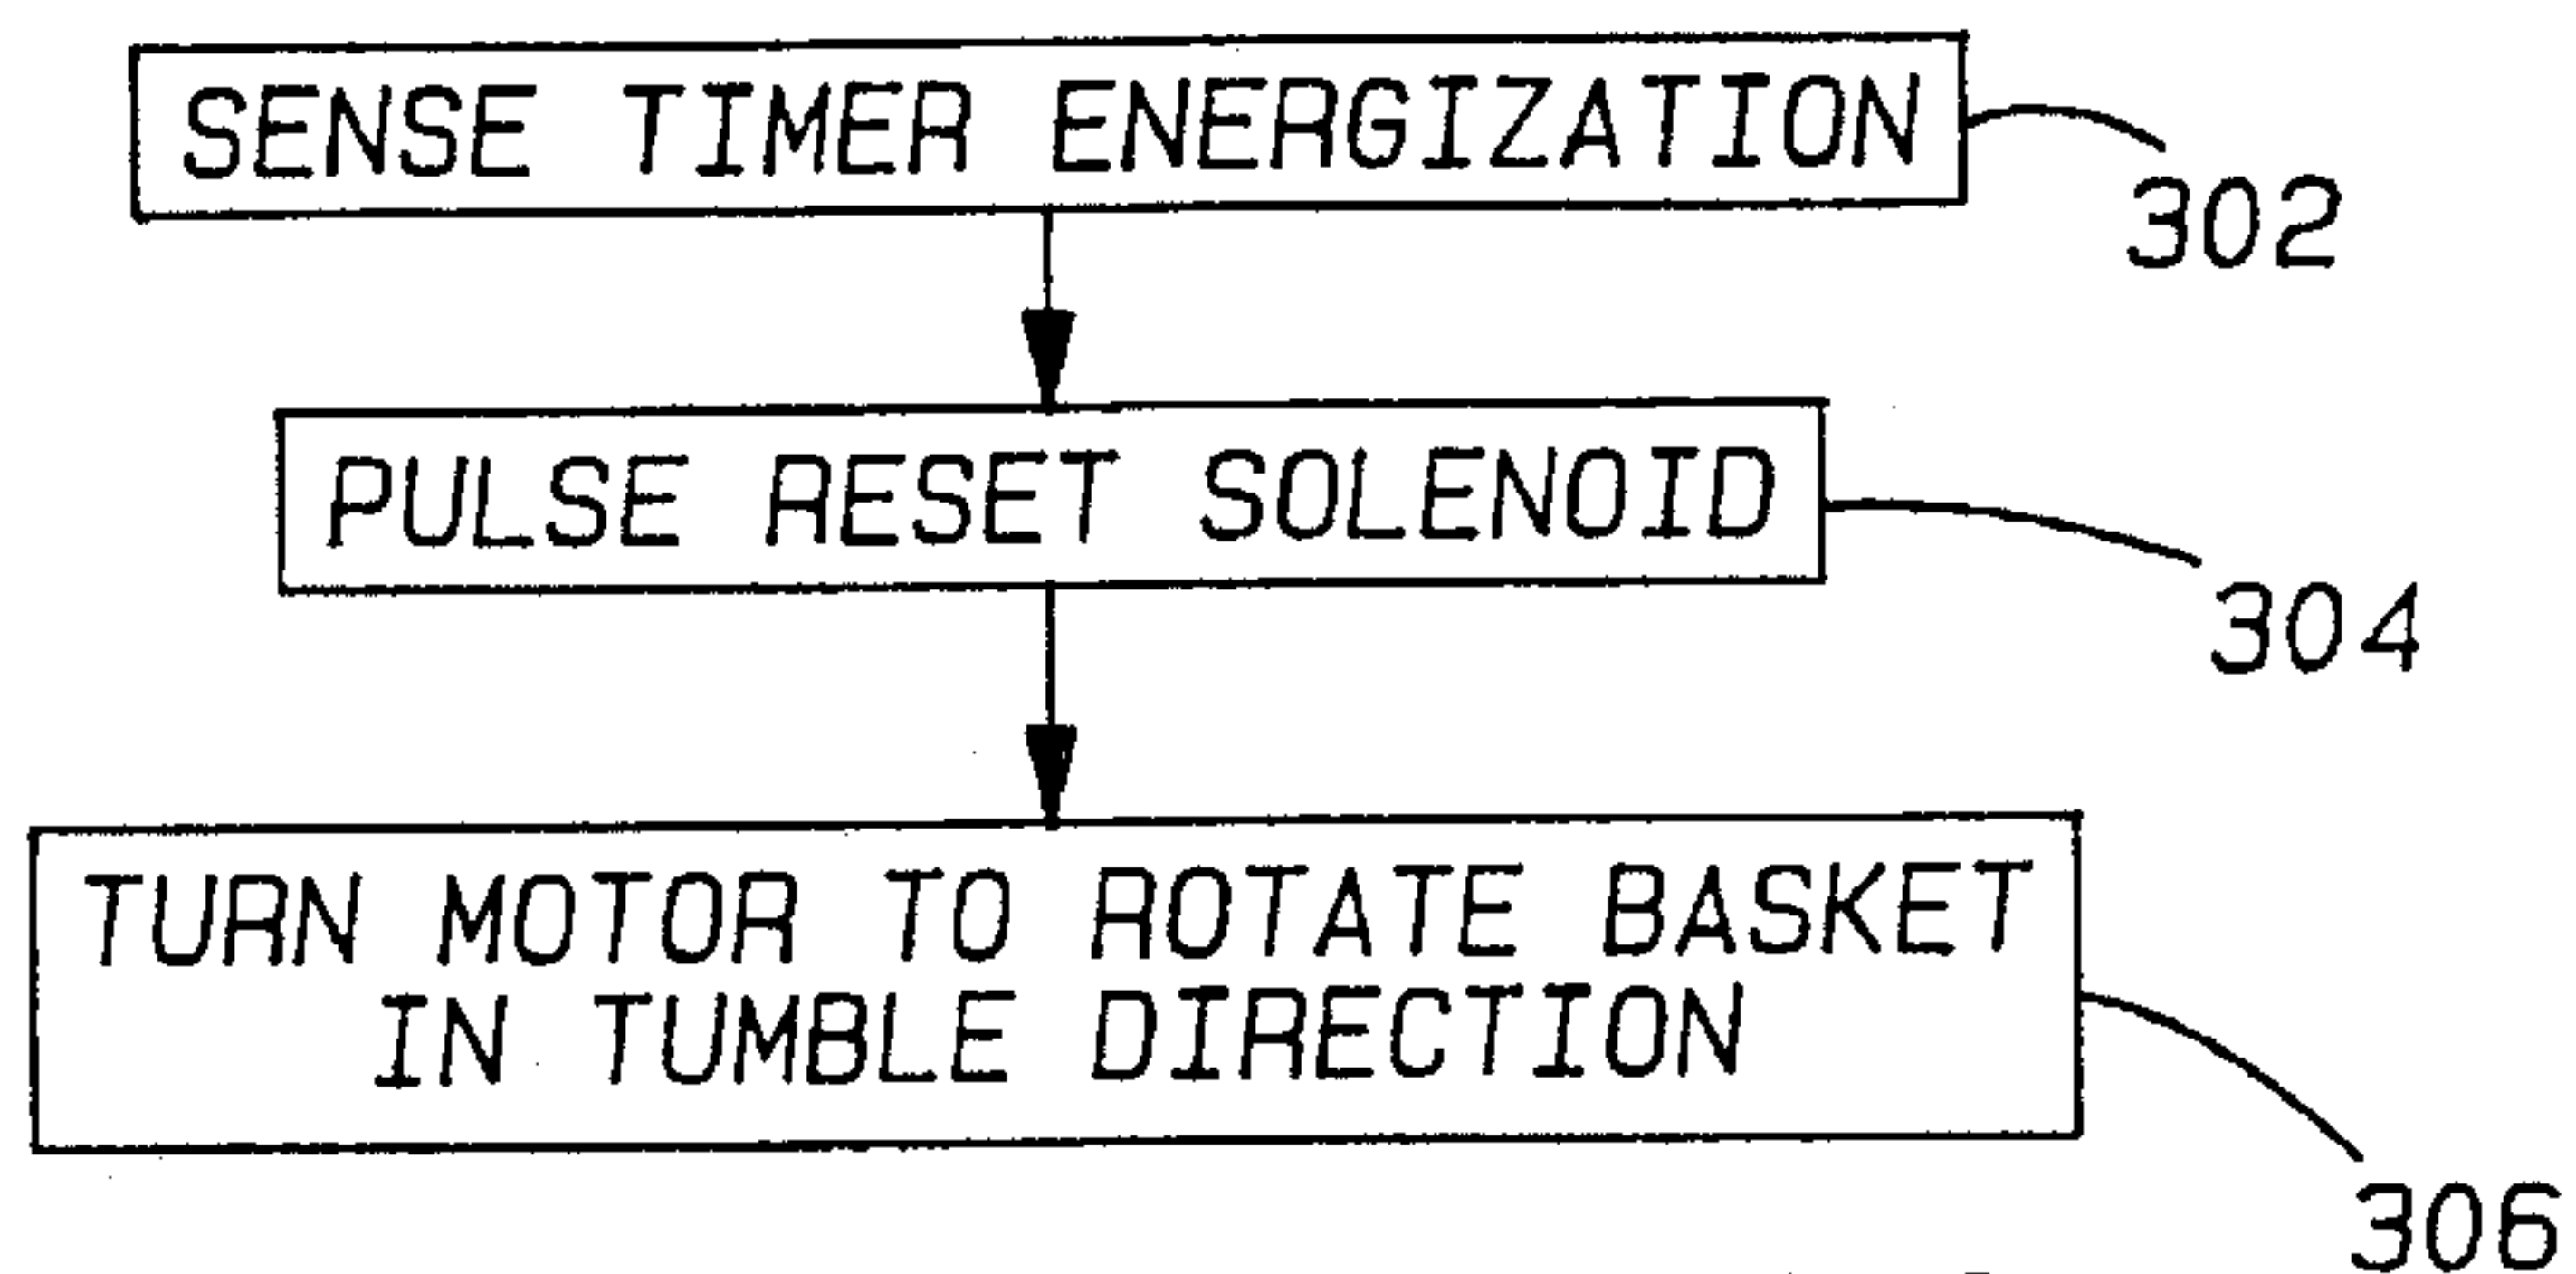 SENSE TIMER ENERGIZATION
302
PULSE RESET SOLENOID
304
TURN MOTOR TO ROTATE BASKET
IN TUMBLE DIRECTION
306